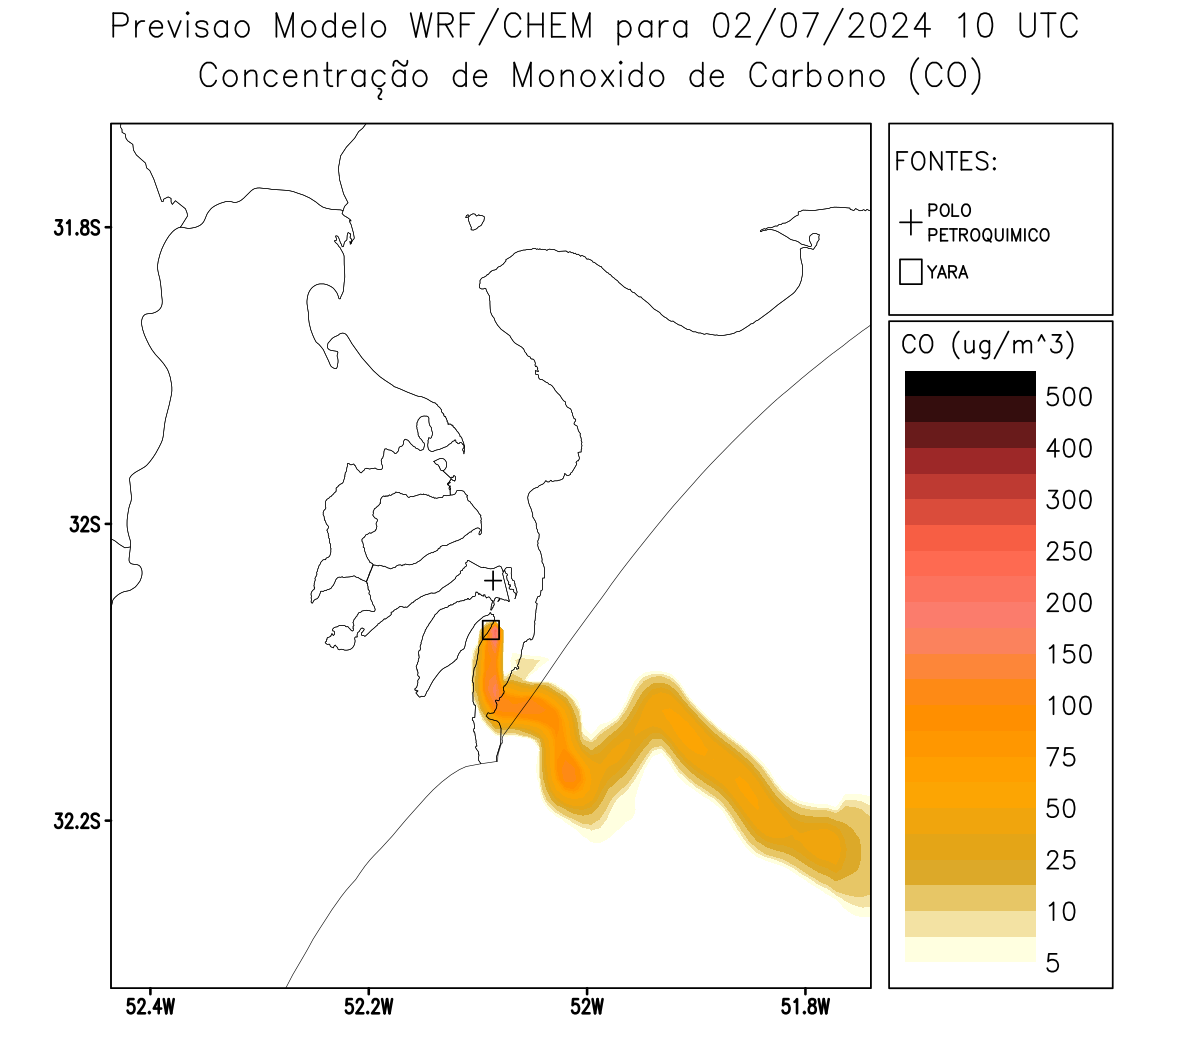 Previsao Modelo WRF/CHEM para 02/07/2024 10 UTC
Concentração de Monoxido de Carbono (CO)
FONTES:
POLO
PETROQUIMICO
YARA
CO (ug/m^3)
500
400
300
250
200
150
100
75
50
25
10
5
31.8S
32S
32.2S
52.4W
52.2W
52W
51.8W